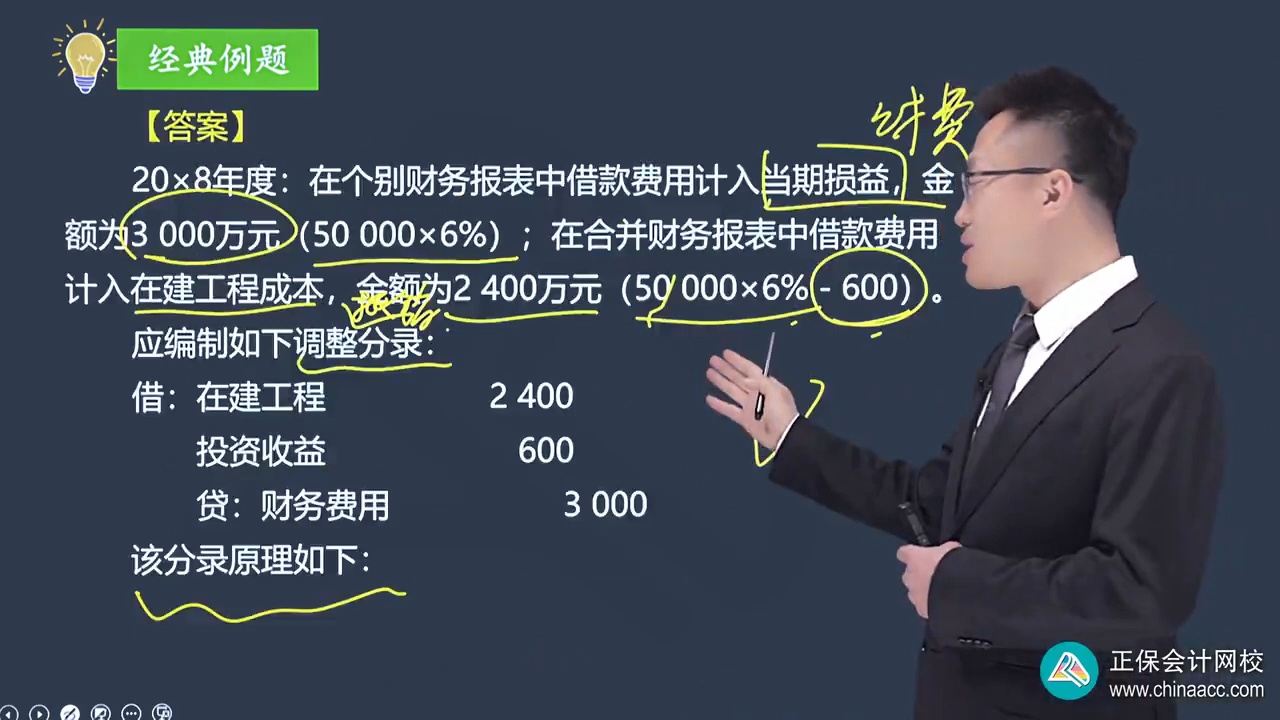 经典例题
【答案】
财费
20×8年度：在个别财务报表中借款费用计入当期损益，金
额为3 000万元（50 000×6%）；在合并财务报表中借款费用
计入在建工程成本，金额为2 400万元（50 000×6% - 600）。
应编制如下调整分录：
借：在建工程 2 400
投资收益 600
贷：财务费用 3 000
该分录原理如下：
正保会计网校
www.chinaacc.com